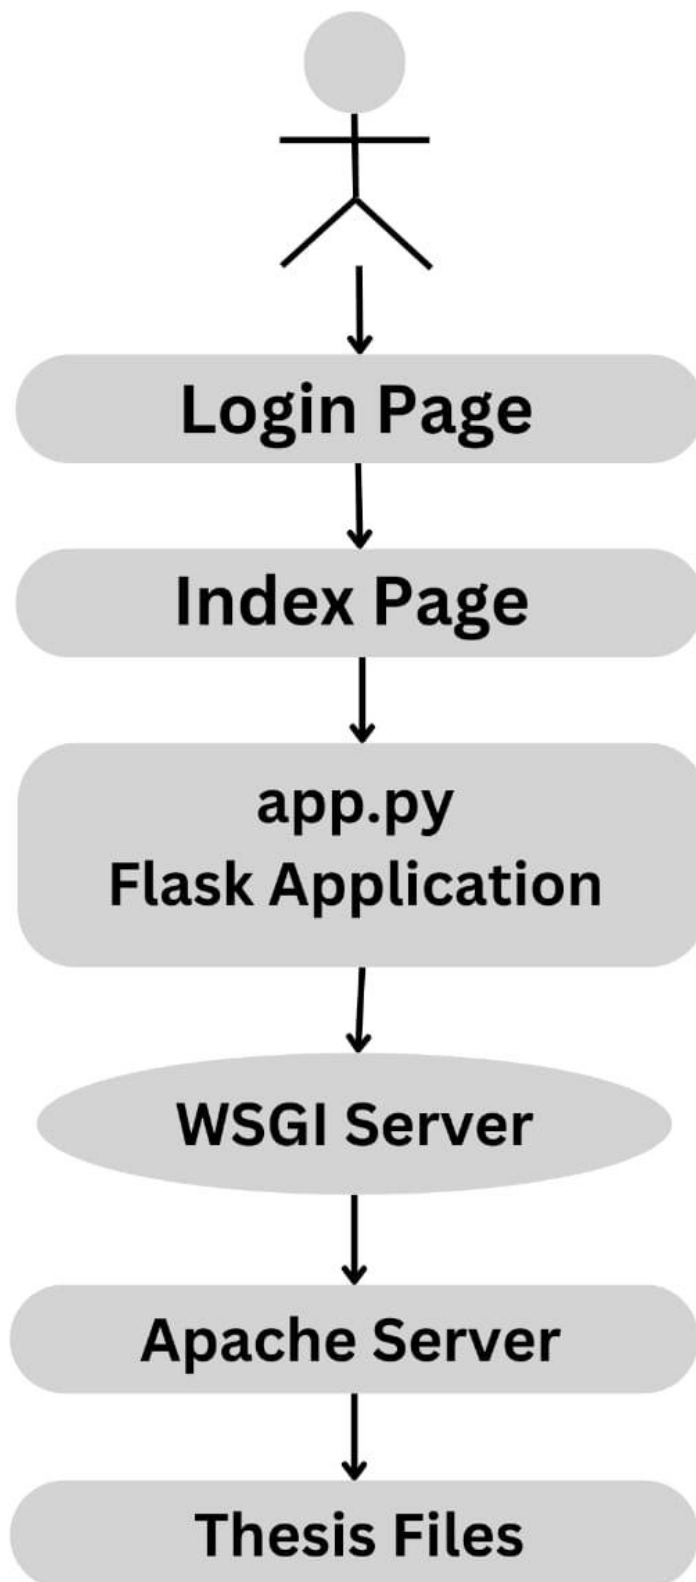 Login Page
Index Page
app.py
Flask Application
WSGI Server
Apache Server
Thesis Files